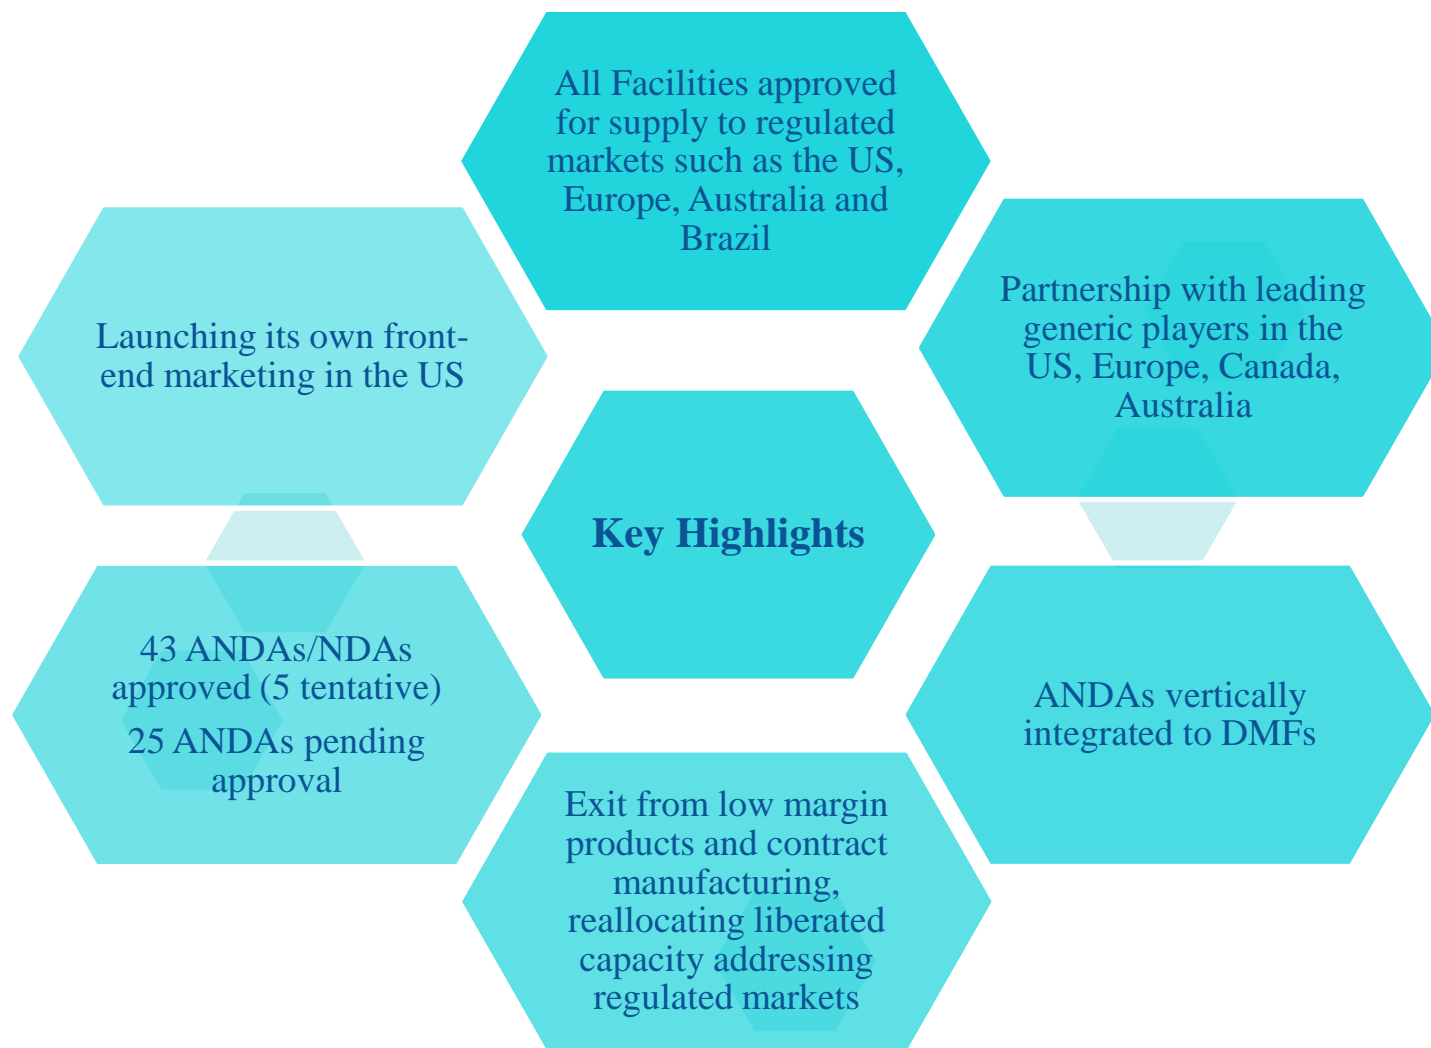 All Facilities approved
for supply to regulated
markets such as the US,
Europe, Australia and
Brazil
Partnership with leading
generic players in the
US, Europe, Canada,
Australia
Launching its own front-
end marketing in the US
Key Highlights
43 ANDAs/NDAs
approved (5 tentative)
25 ANDAs pending
approval
ANDAs vertically
integrated to DMFs
Exit from low margin
products and contract
manufacturing,
reallocating liberated
capacity addressing
regulated markets